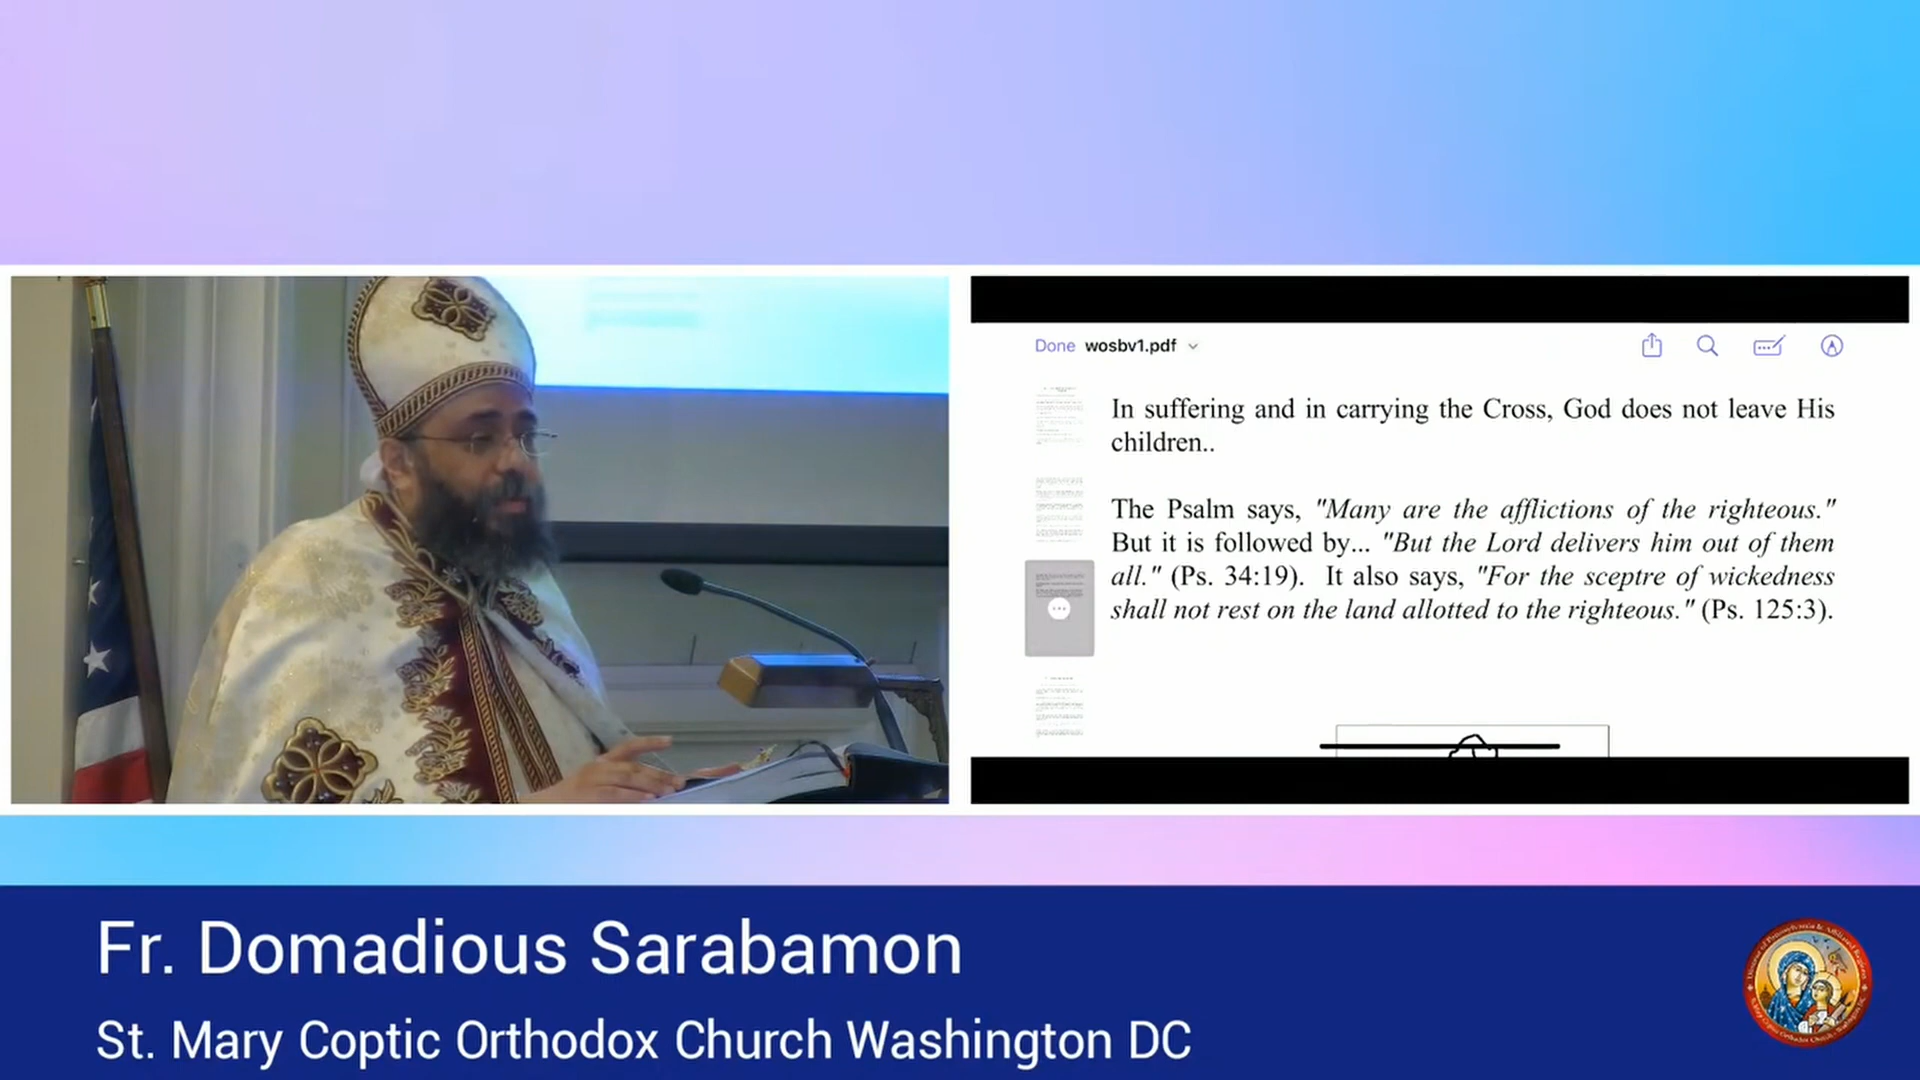 Done wosbv1.pdf
In suffering and in carrying the Cross, God does not leave His
children..
The Psalm says, "Many are the afflictions of the righteous."
But it is followed by... "But the Lord delivers him out of them
all." (Ps. 34:19). It also says, "For the sceptre of wickedness
shall not rest on the land allotted to the righteous." (Ps. 125:3).
Fr. Domadious Sarabamon
St. Mary Coptic Orthodox Church Washington DC